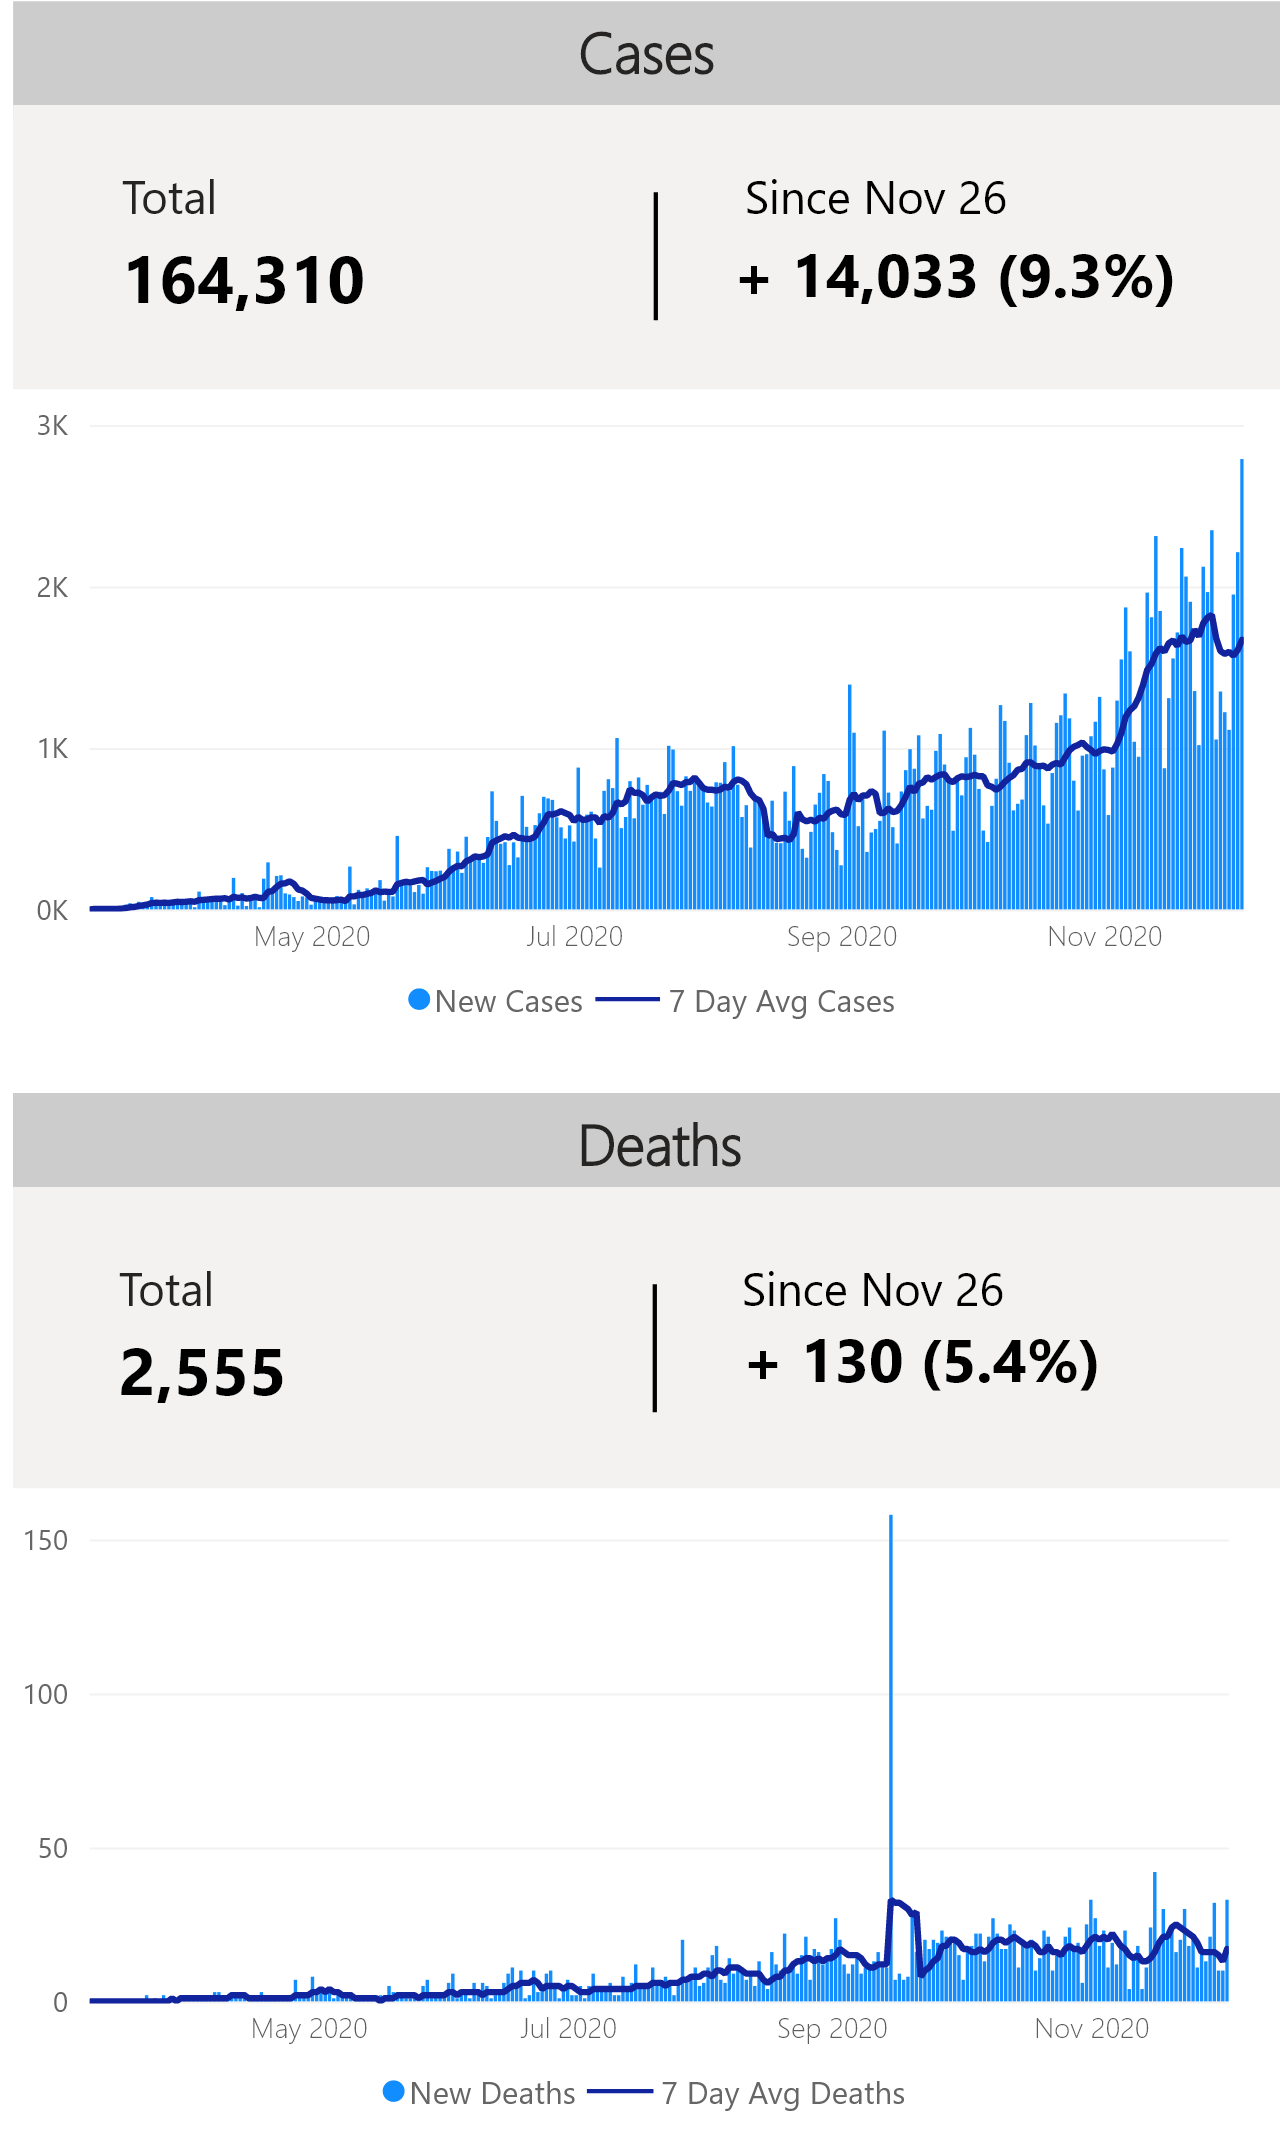 Cases
Total
Since Nov 26
164,310
+ 14,033 (9.3%)
3K
2K
1K
0K
May 2020
Jul 2020
Sep 2020
Nov 2020
New Cases
7 Day Avg Cases
Deaths
Total
Since Nov 26
2,555
+ 130 (5.4%)
150
100
50
0
May 2020
Jul 2020
Sep 2020
Nov 2020
New Deaths
7 Day Avg Deaths